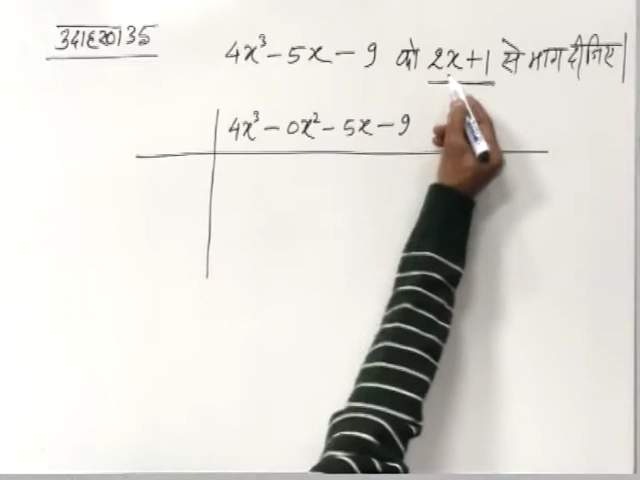 उदाहरण 35
4x³ - 5x - 9 को 2x+1 से भाग दीजिए|
4x³ - 0x² - 5x - 9